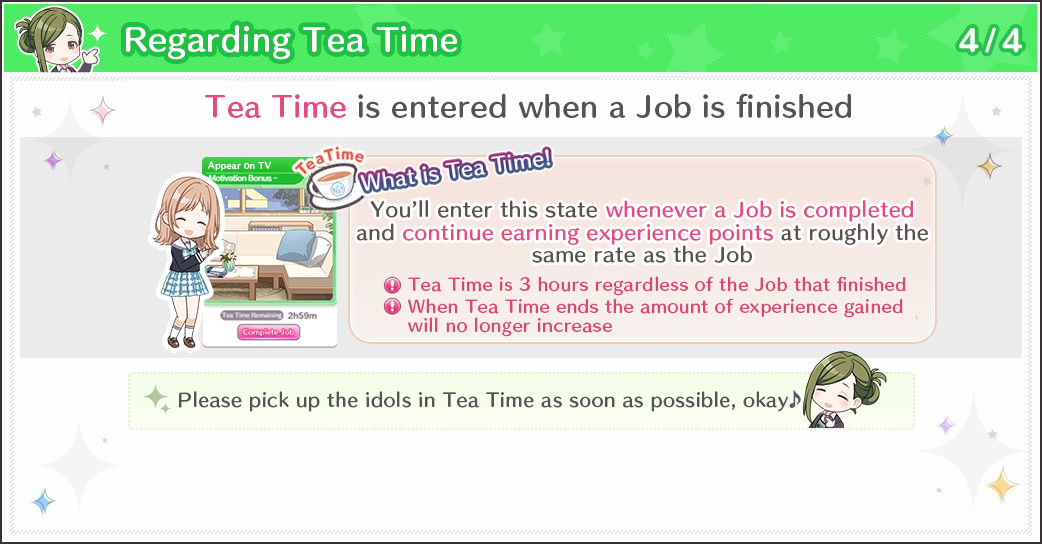 Regarding Tea Time
4/4
Tea Time is entered when a Job is finished
Appear On TV
~Motivation Bonus~
TeaTime
What is Tea Time!
You'll enter this state whenever a Job is completed
and continue earning experience points at roughly the
same rate as the Job
Tea Time is 3 hours regardless of the Job that finished
When Tea Time ends the amount of experience gained
will no longer increase
Tea Time Remaining 2h59m
Complete Job
Please pick up the idols in Tea Time as soon as possible, okay♪